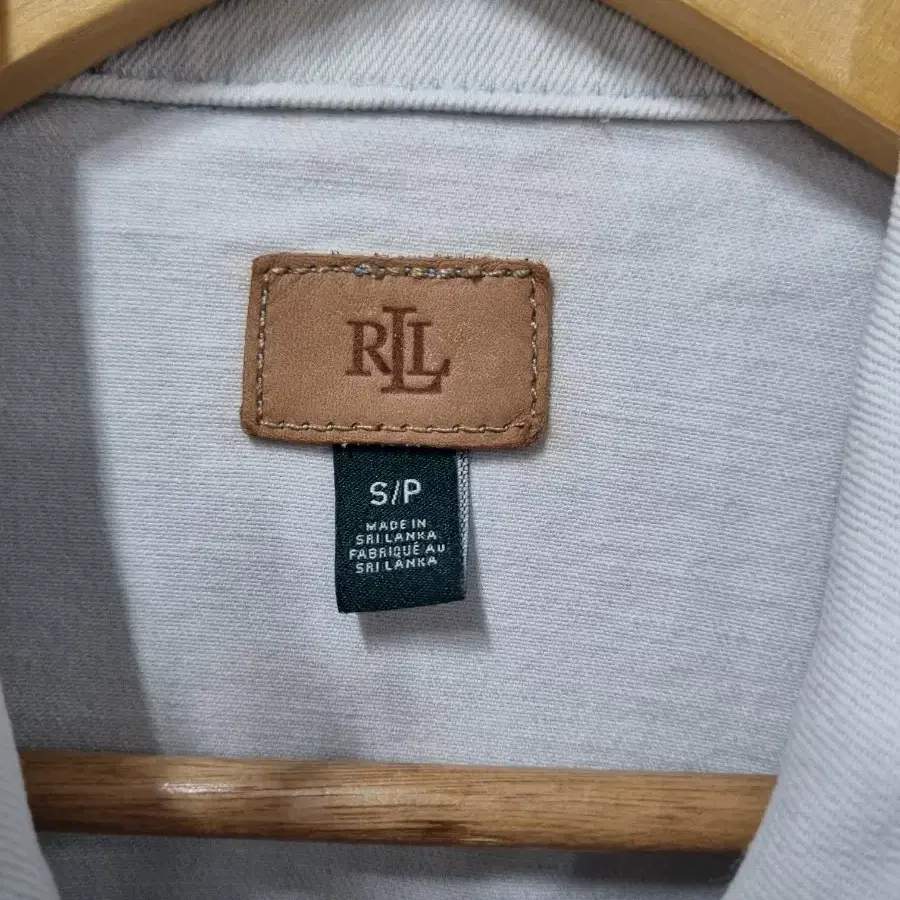 RLL
S/P
MADE IN
SRI LANKA
FABRIQUÉ AU
SRI LANKA